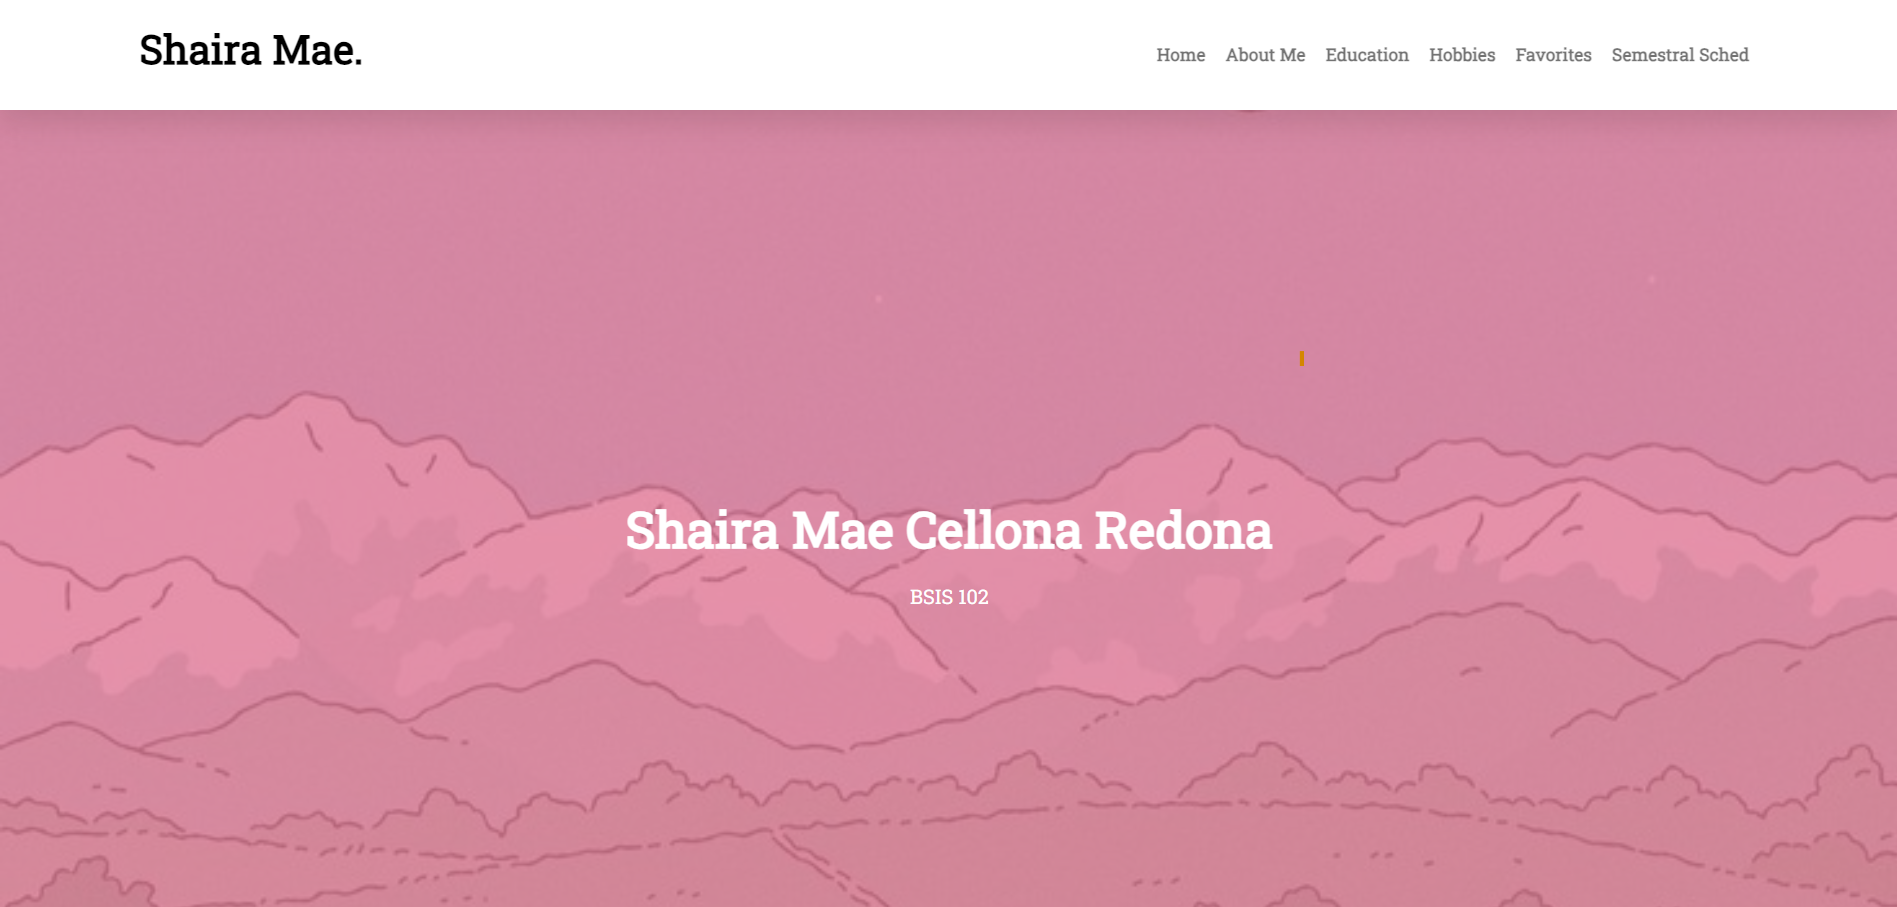 Shaira Mae.
Home About Me Education Hobbies Favorites Semestral Sched
Shaira Mae Cellona Redona
BSIS 102